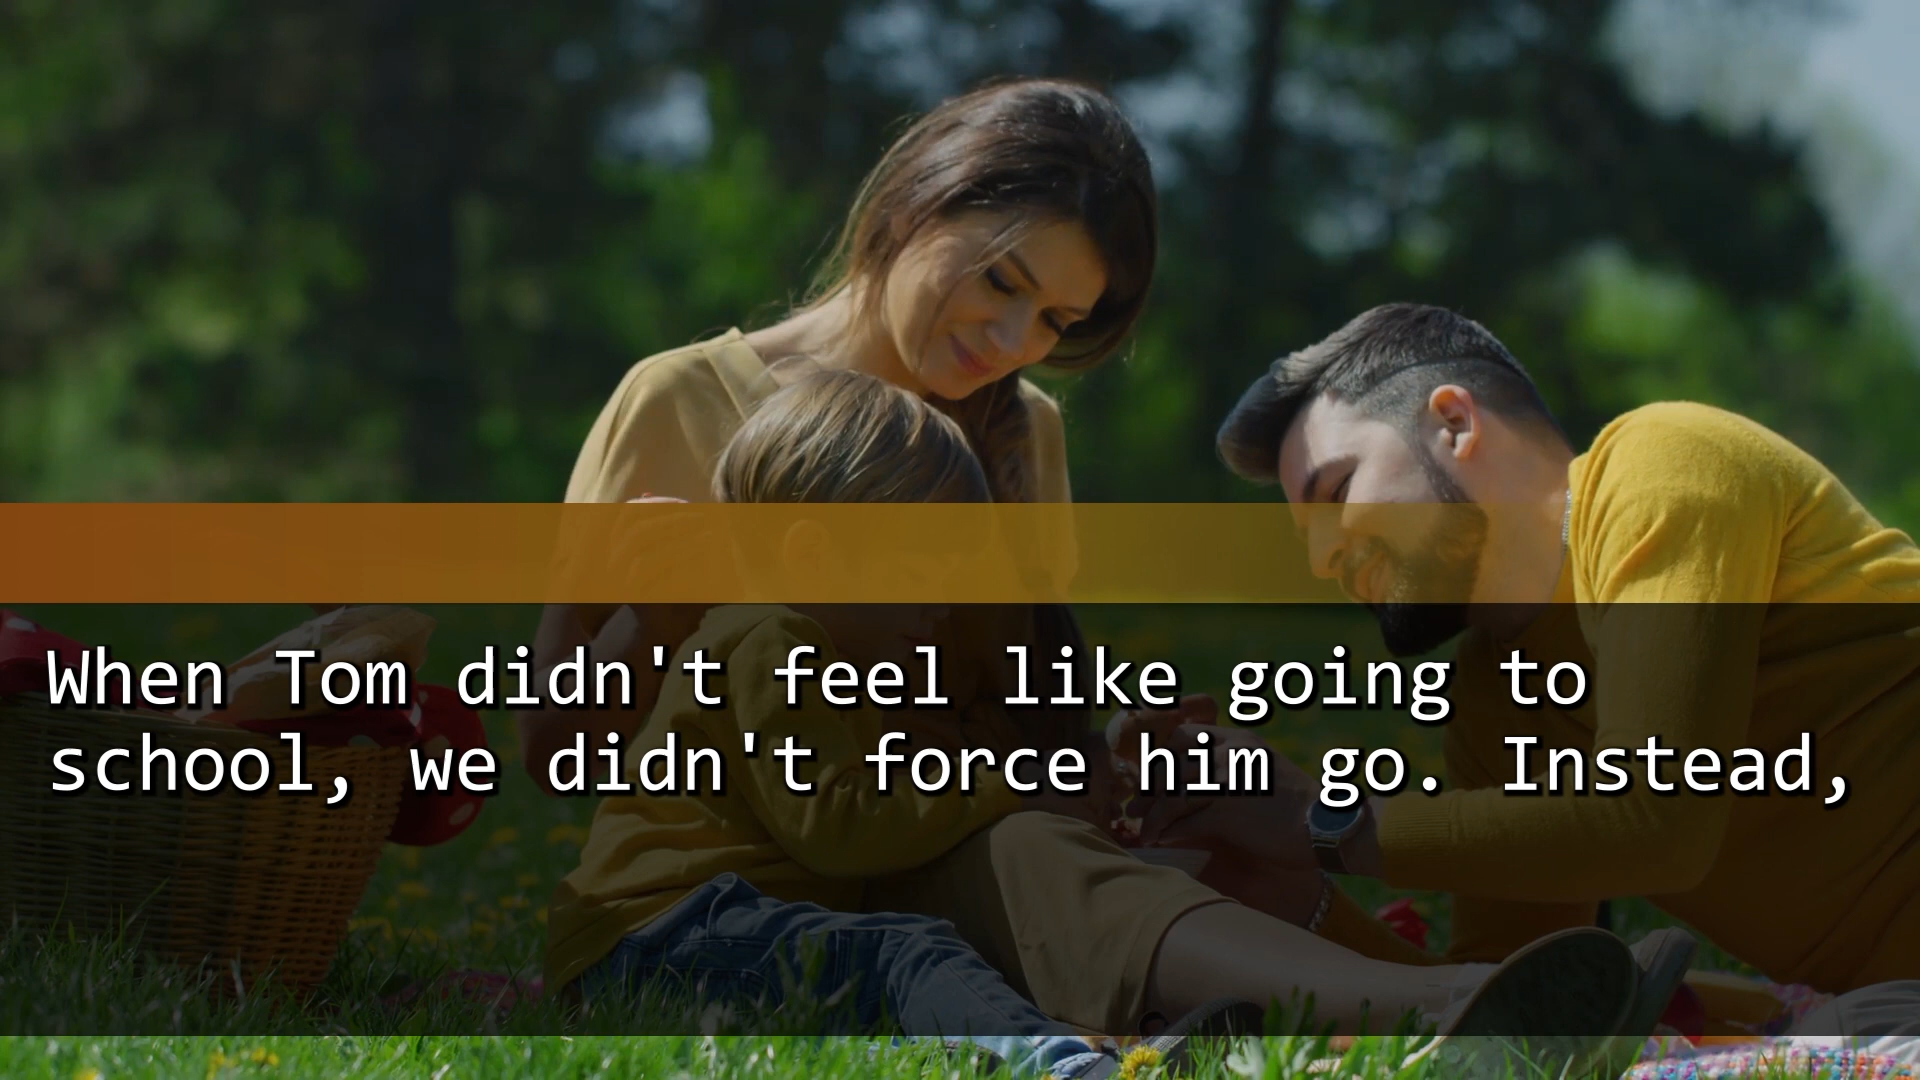 When Tom didn't feel like going to
school, we didn't force him go. Instead,